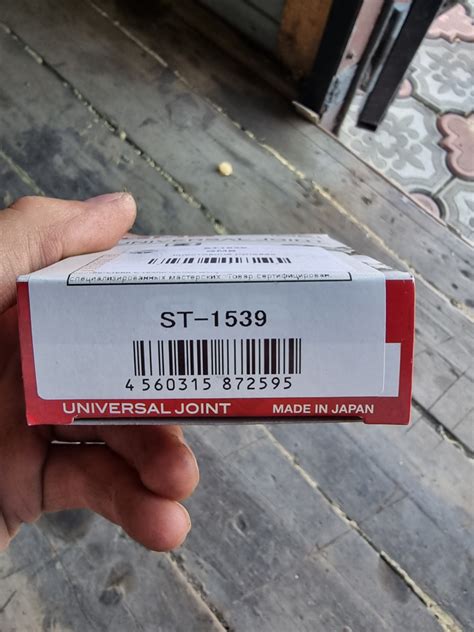 специализированных мастерских. Товар сертифицирован.
ST-1539
4 560315 872595
UNIVERSAL JOINT MADE IN JAPAN